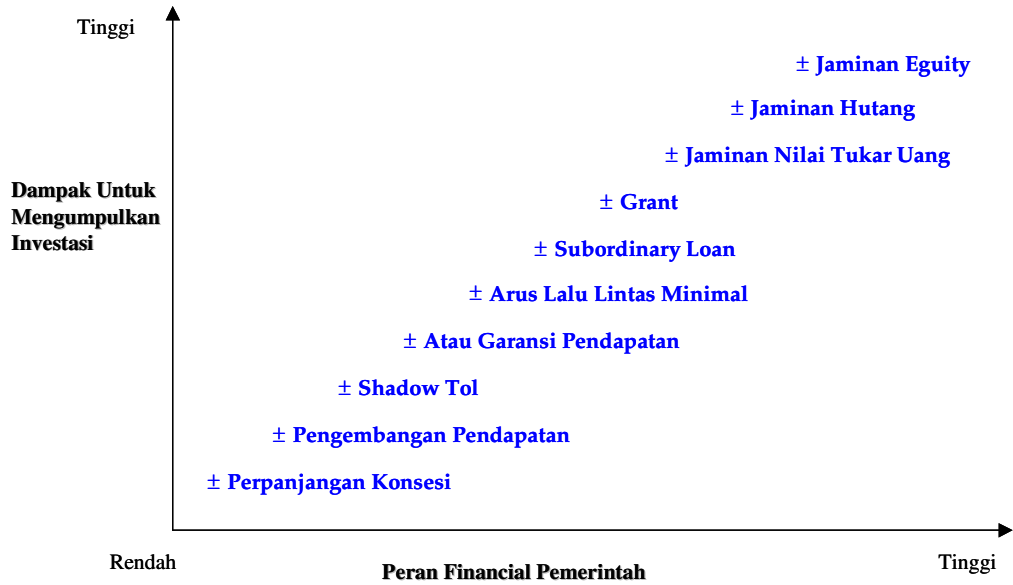 Tinggi
± Jaminan Eguity
± Jaminan Hutang
± Jaminan Nilai Tukar Uang
Dampak Untuk
Mengumpulkan
Investasi
± Grant
± Subordinary Loan
± Arus Lalu Lintas Minimal
± Atau Garansi Pendapatan
± Shadow Tol
± Pengembangan Pendapatan
± Perpanjangan Konsesi
Rendah
Peran Financial Pemerintah
Tinggi